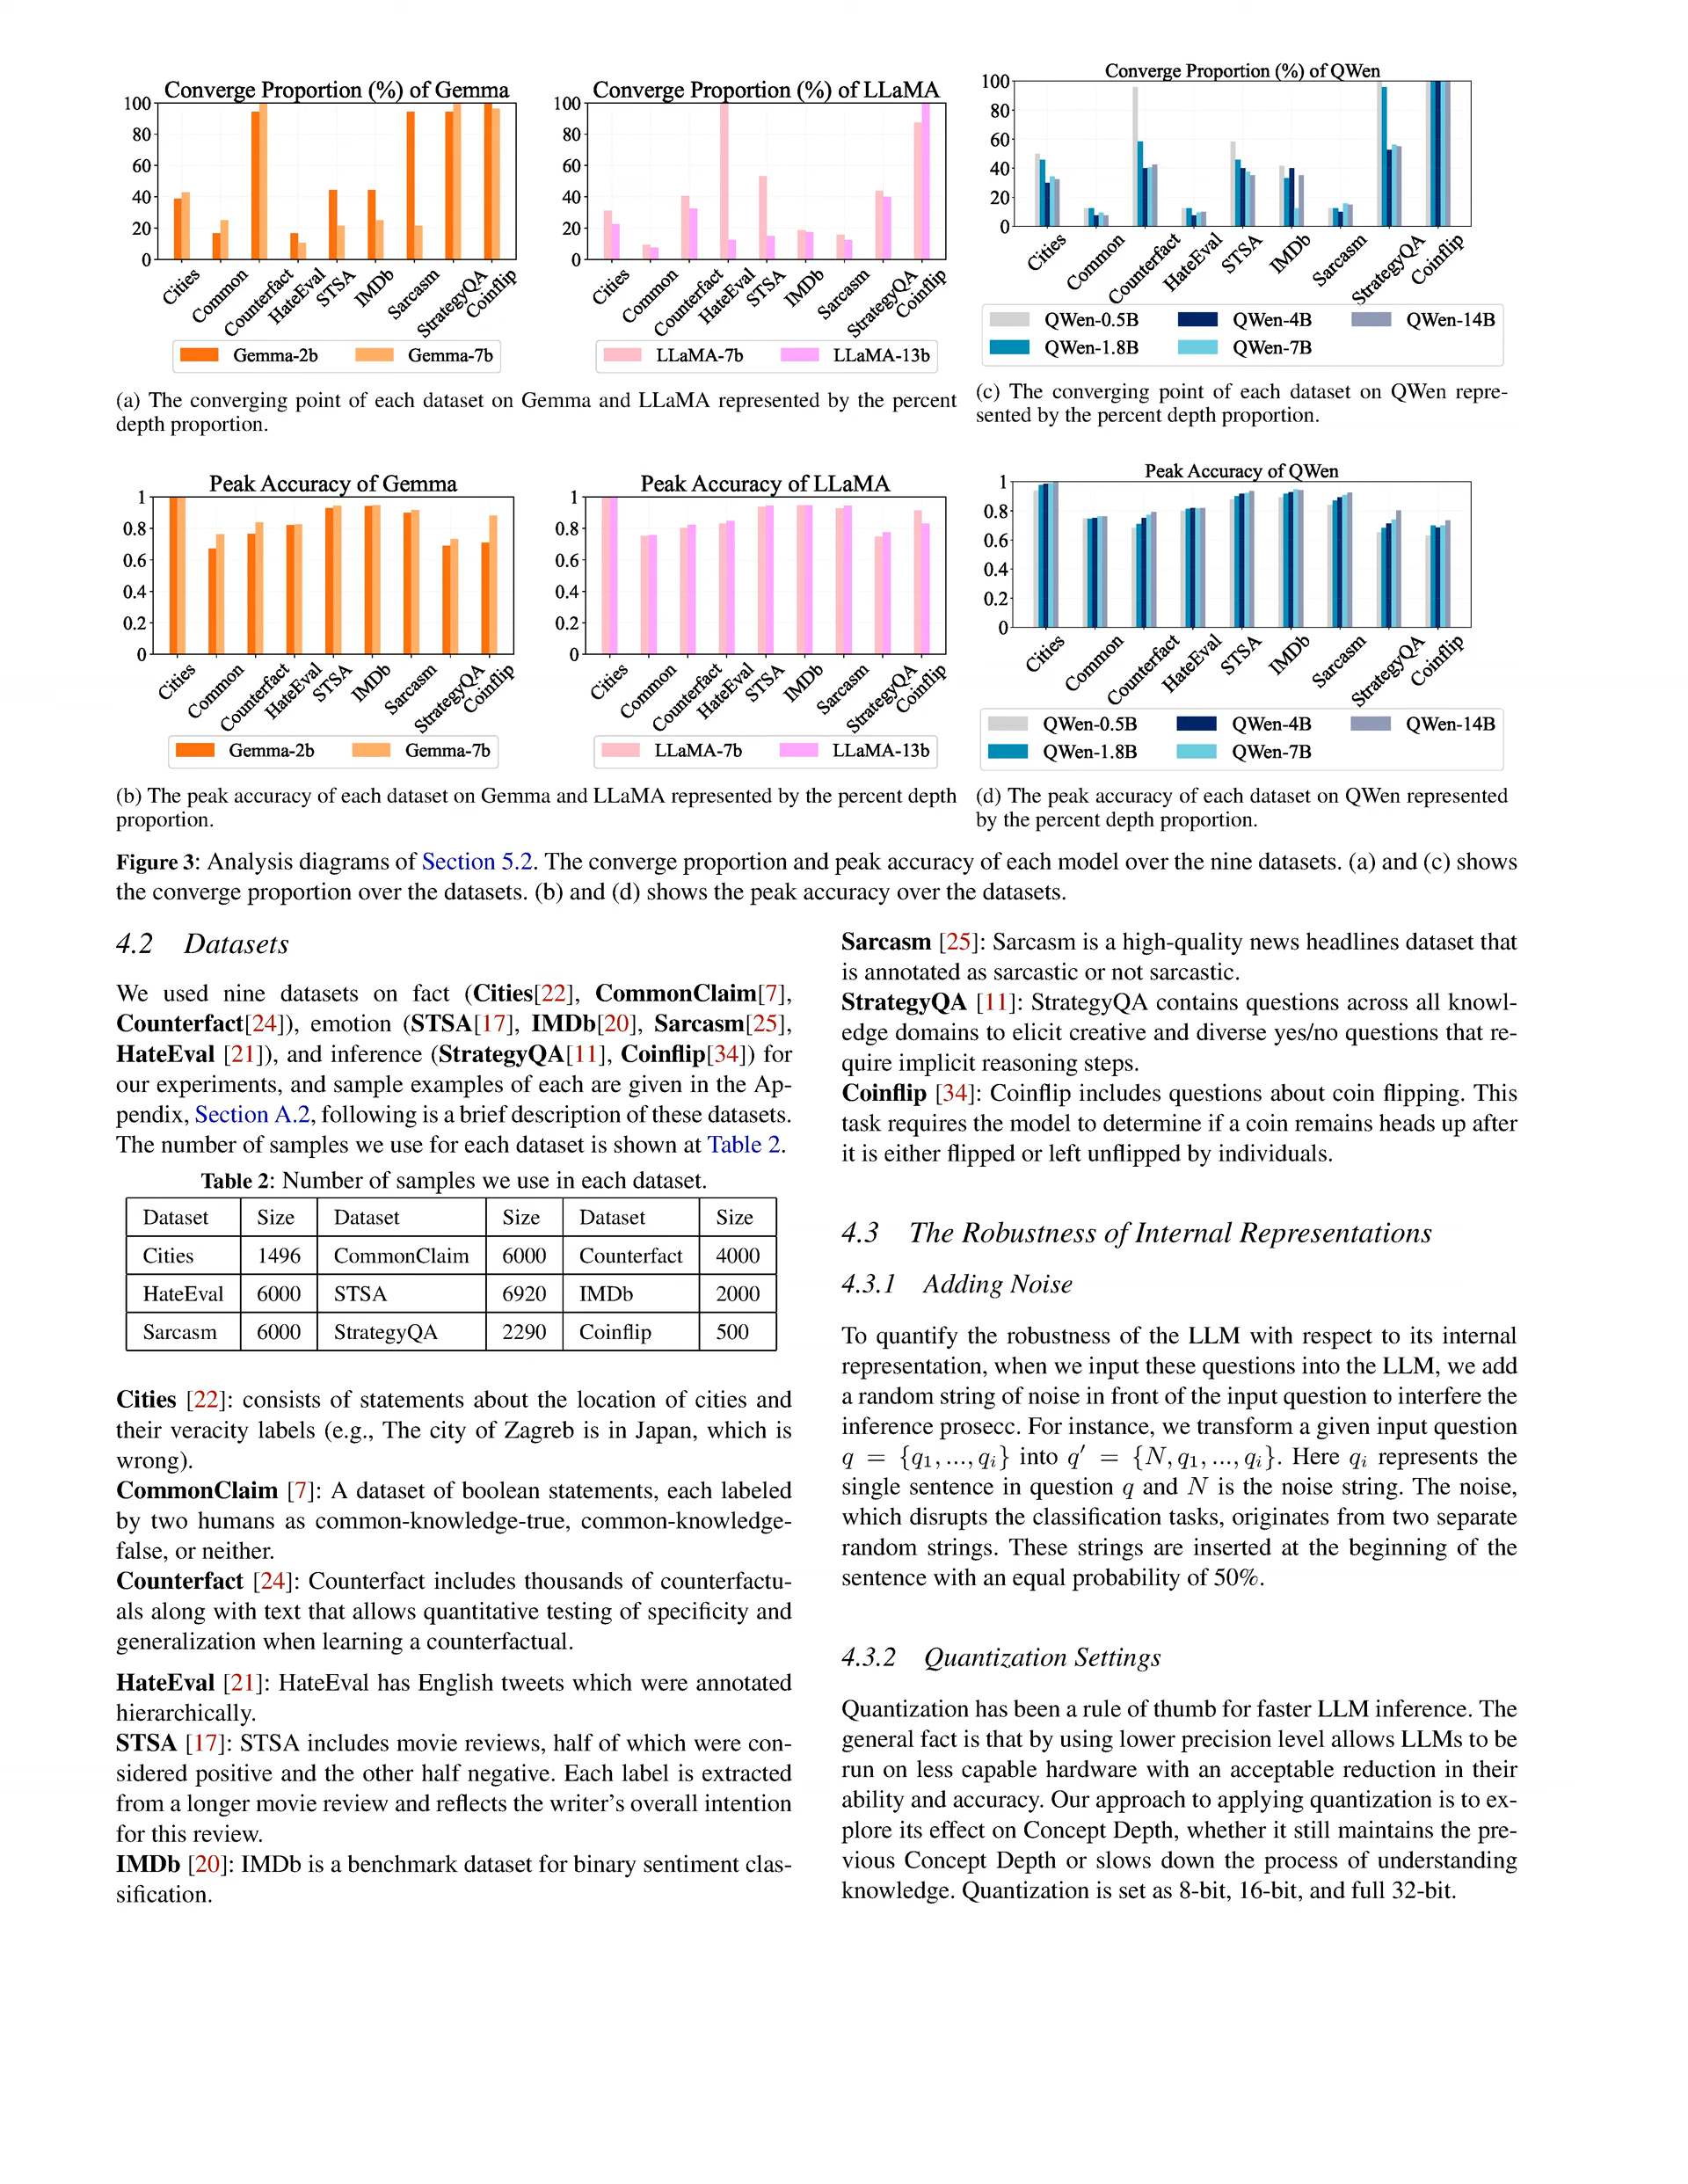 Converge Proportion (%) of Gemma
100
80
60
40
20
0
Cities
Common
Counterfact
HateEval
STSA
IMDb
Sarcasm
StrategyQA
Coinflip
Gemma-2b
Gemma-7b
Converge Proportion (%) of LLaMA
100
80
60
40
20
0
Cities
Common
Counterfact
HateEval
STSA
IMDb
Sarcasm
StrategyQA
Coinflip
LLaMA-7b
LLaMA-13b
(a) The converging point of each dataset on Gemma and LLaMA represented by the percent
depth proportion.
Converge Proportion (%) of QWen
100
80
60
40
20
0
Cities
Common
Counterfact
HateEval
STSA
IMDb
Sarcasm
StrategyQA
Coinflip
QWen-0.5B
QWen-4B
QWen-14B
QWen-1.8B
QWen-7B
(c) The converging point of each dataset on QWen repre-
sented by the percent depth proportion.
Peak Accuracy of Gemma
1
0.8
0.6
0.4
0.2
0
Cities
Common
Counterfact
HateEval
STSA
IMDb
Sarcasm
StrategyQA
Coinflip
Gemma-2b
Gemma-7b
Peak Accuracy of LLaMA
1
0.8
0.6
0.4
0.2
0
Cities
Common
Counterfact
HateEval
STSA
IMDb
Sarcasm
StrategyQA
Coinflip
LLaMA-7b
LLaMA-13b
(b) The peak accuracy of each dataset on Gemma and LLaMA represented by the percent depth
proportion.
Peak Accuracy of QWen
1
0.8
0.6
0.4
0.2
0
Cities
Common
Counterfact
HateEval
STSA
IMDb
Sarcasm
StrategyQA
Coinflip
QWen-0.5B
QWen-4B
QWen-14B
QWen-1.8B
QWen-7B
(d) The peak accuracy of each dataset on QWen represented
by the percent depth proportion.
Figure 3: Analysis diagrams of Section 5.2. The converge proportion and peak accuracy of each model over the nine datasets. (a) and (c) shows
the converge proportion over the datasets. (b) and (d) shows the peak accuracy over the datasets.
4.2 Datasets
We used nine datasets on fact (Cities[22], CommonClaim[7],
Counterfact[24]), emotion (STSA[17], IMDb[20], Sarcasm[25],
HateEval [21]), and inference (StrategyQA[11], Coinflip[34]) for
our experiments, and sample examples of each are given in the Ap-
pendix, Section A.2, following is a brief description of these datasets.
The number of samples we use for each dataset is shown at Table 2.
Table 2: Number of samples we use in each dataset.
Dataset Size Dataset Size Dataset Size
Cities 1496 CommonClaim 6000 Counterfact 4000
HateEval 6000 STSA 6920 IMDb 2000
Sarcasm 6000 StrategyQA 2290 Coinflip 500
Cities [22]: consists of statements about the location of cities and
their veracity labels (e.g., The city of Zagreb is in Japan, which is
wrong).
CommonClaim [7]: A dataset of boolean statements, each labeled
by two humans as common-knowledge-true, common-knowledge-
false, or neither.
Counterfact [24]: Counterfact includes thousands of counterfactu-
als along with text that allows quantitative testing of specificity and
generalization when learning a counterfactual.
HateEval [21]: HateEval has English tweets which were annotated
hierarchically.
STSA [17]: STSA includes movie reviews, half of which were con-
sidered positive and the other half negative. Each label is extracted
from a longer movie review and reflects the writer's overall intention
for this review.
IMDb [20]: IMDb is a benchmark dataset for binary sentiment clas-
sification.
Sarcasm [25]: Sarcasm is a high-quality news headlines dataset that
is annotated as sarcastic or not sarcastic.
StrategyQA [11]: StrategyQA contains questions across all knowl-
edge domains to elicit creative and diverse yes/no questions that re-
quire implicit reasoning steps.
Coinflip [34]: Coinflip includes questions about coin flipping. This
task requires the model to determine if a coin remains heads up after
it is either flipped or left unflipped by individuals.
4.3 The Robustness of Internal Representations
4.3.1 Adding Noise
To quantify the robustness of the LLM with respect to its internal
representation, when we input these questions into the LLM, we add
a random string of noise in front of the input question to interfere the
inference prosecc. For instance, we transform a given input question
q = {q₁, ..., qᵢ} into q′ = {N, q₁, ..., qᵢ}. Here qᵢ represents the
single sentence in question q and N is the noise string. The noise,
which disrupts the classification tasks, originates from two separate
random strings. These strings are inserted at the beginning of the
sentence with an equal probability of 50%.
4.3.2 Quantization Settings
Quantization has been a rule of thumb for faster LLM inference. The
general fact is that by using lower precision level allows LLMs to be
run on less capable hardware with an acceptable reduction in their
ability and accuracy. Our approach to applying quantization is to ex-
plore its effect on Concept Depth, whether it still maintains the pre-
vious Concept Depth or slows down the process of understanding
knowledge. Quantization is set as 8-bit, 16-bit, and full 32-bit.